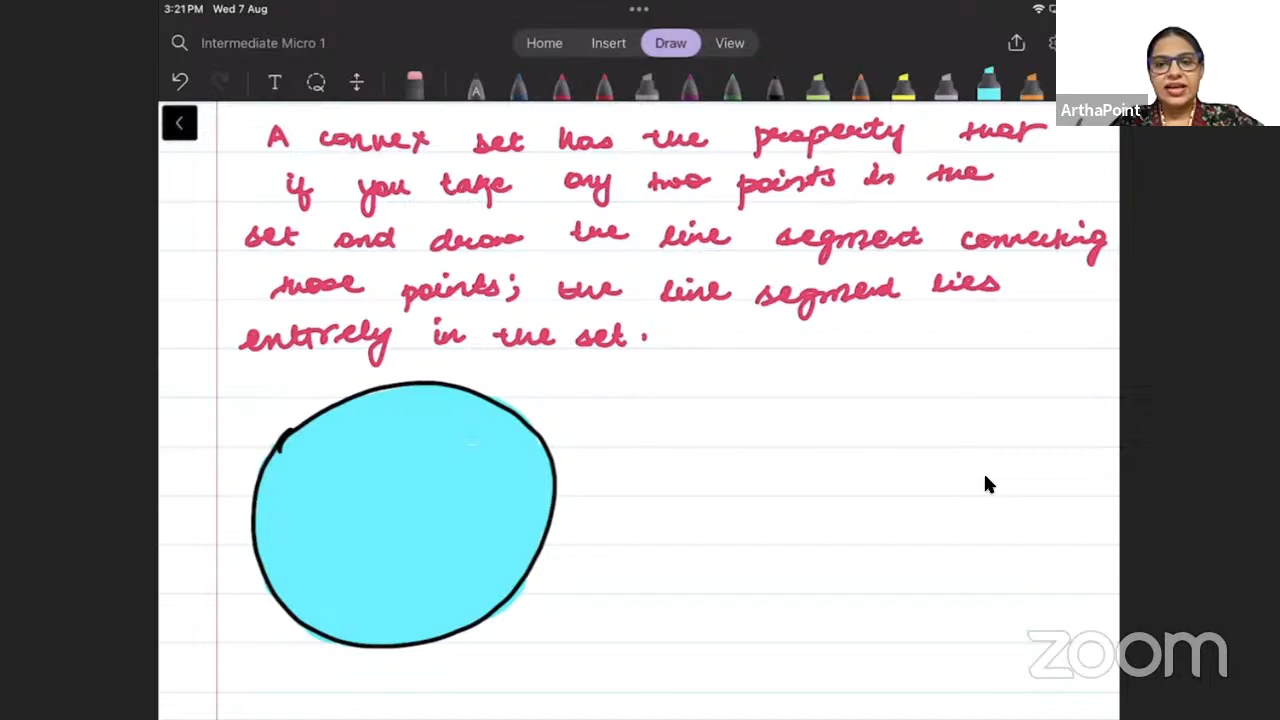 3:21 PM Wed 7 Aug
Intermediate Micro 1
Home Insert Draw View
ArthaPoint
A convex set has the property that
if you take any two points in the
set and draw the line segment connecting
those points; the line segment lies
entirely in the set.
zoom